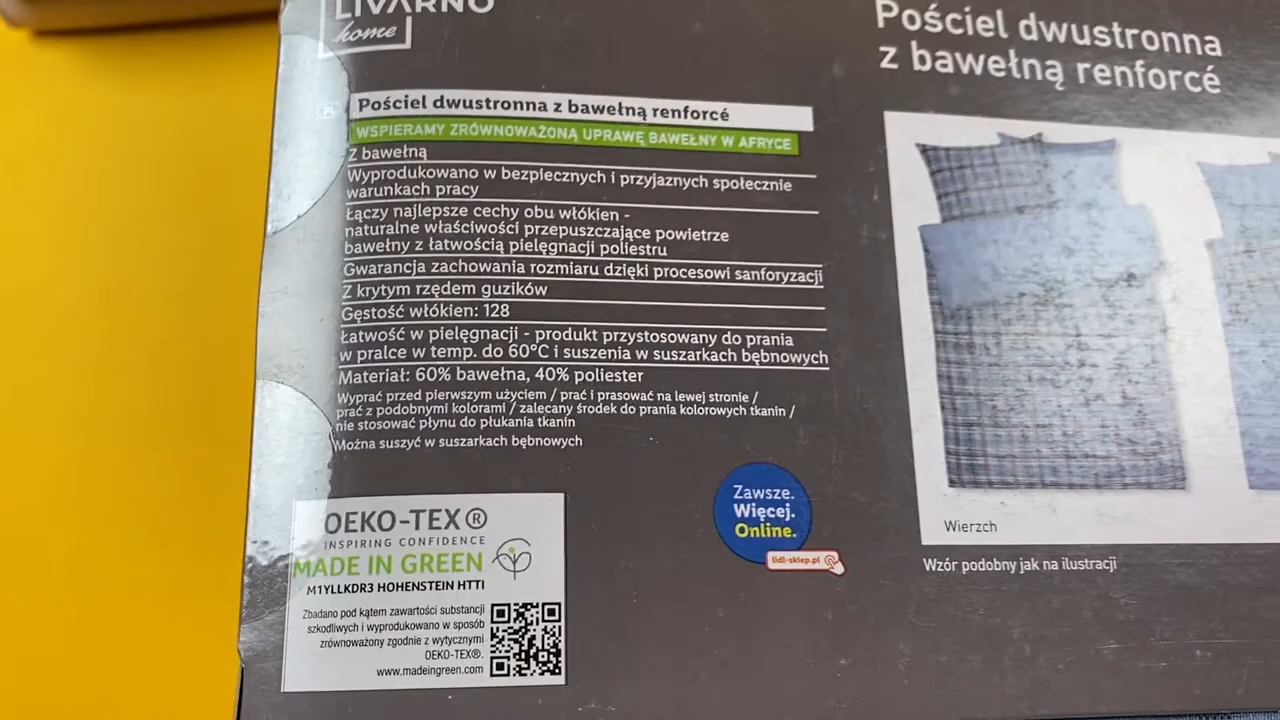 LIVARNO
home
Pościel dwustronna
z bawełną renforcé
PL
Pościel dwustronna z bawełną renforcé
WSPIERAMY ZRÓWNOWAŻONĄ UPRAWĘ BAWEŁNY W AFRYCE
Z bawełną
Wyprodukowano w bezpiecznych i przyjaznych społecznie
warunkach pracy
Łączy najlepsze cechy obu włókien -
naturalne właściwości przepuszczające powietrze
bawełny z łatwością pielęgnacji poliestru
Gwarancja zachowania rozmiaru dzięki procesowi sanforyzacji
Z krytym rzędem guzików
Gęstość włókien: 128
Łatwość w pielęgnacji - produkt przystosowany do prania
w pralce w temp. do 60°C i suszenia w suszarkach bębnowych
Materiał: 60% bawełna, 40% poliester
Wyprać przed pierwszym użyciem / prać i prasować na lewej stronie /
prać z podobnymi kolorami / zalecany środek do prania kolorowych tkanin /
nie stosować płynu do płukania tkanin
Można suszyć w suszarkach bębnowych
OEKO-TEX®
INSPIRING CONFIDENCE
MADE IN GREEN
M1YLLKDR3 HOHENSTEIN HTTI
Zbadano pod kątem zawartości substancji
szkodliwych i wyprodukowano w sposób
zrównoważony zgodnie z wytycznymi
OEKO-TEX®.
www.madeingreen.com
Zawsze.
Więcej.
Online.
lidl-sklep.pl
Wierzch
Wzór podobny jak na ilustracji